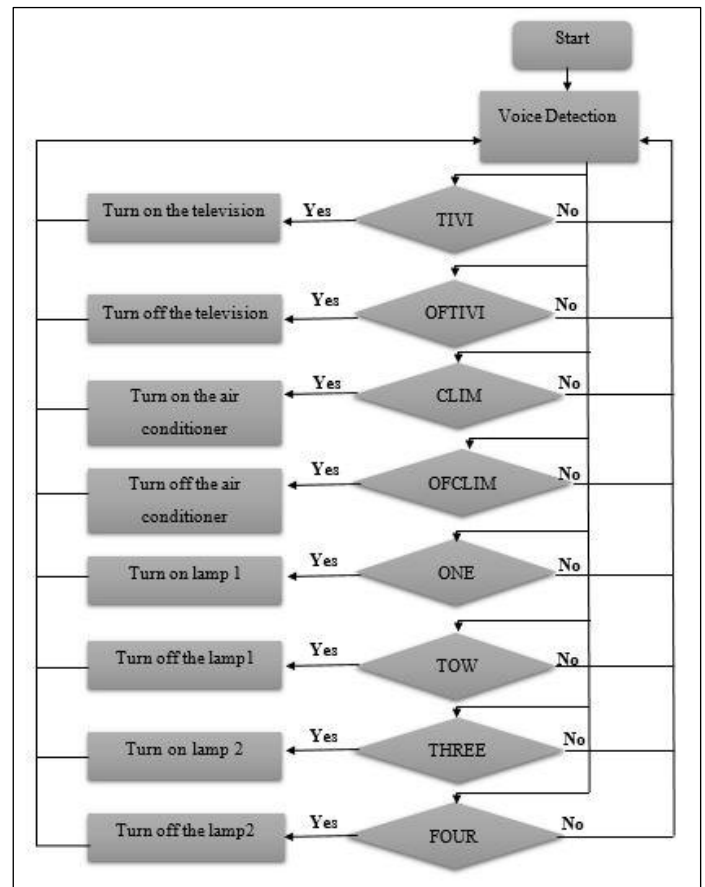 Start
Voice Detection
Turn on the television
Yes
TIVI
No
Turn off the television
Yes
OFTIVI
No
Turn on the air
conditioner
Yes
CLIM
No
Turn off the air
conditioner
Yes
OFCLIM
No
Turn on lamp 1
Yes
ONE
No
Turn off the lamp1
Yes
TOW
No
Turn on lamp 2
Yes
THREE
No
Turn off the lamp2
Yes
FOUR
No